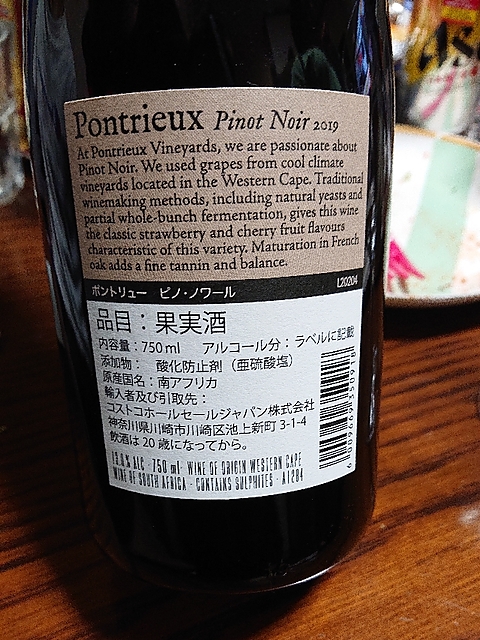 Pontrieux Pinot Noir 2019
At Pontrieux Vineyards, we are passionate about
Pinot Noir. We used grapes from cool climate
vineyards located in the Western Cape. Traditional
winemaking methods, including natural yeasts and
partial whole-bunch fermentation, gives this wine
the classic strawberry and cherry fruit flavours
characteristic of this variety. Maturation in French
oak adds a fine tannin and balance.
ポントリュー ピノ・ノワール L20204
品目：果実酒
内容量：750ml アルコール分：ラベルに記載
添加物： 酸化防止剤（亜硫酸塩）
原産国名：南アフリカ
輸入者及び引取先：
コストコホールセールジャパン株式会社
神奈川県川崎市川崎区池上新町 3-1-4
飲酒は 20 歳になってから。
ALC · 750 ml · WINE OF ORIGIN WESTERN CAPE
WINE OF SOUTH AFRICA · CONTAINS SULPHITES · A1284